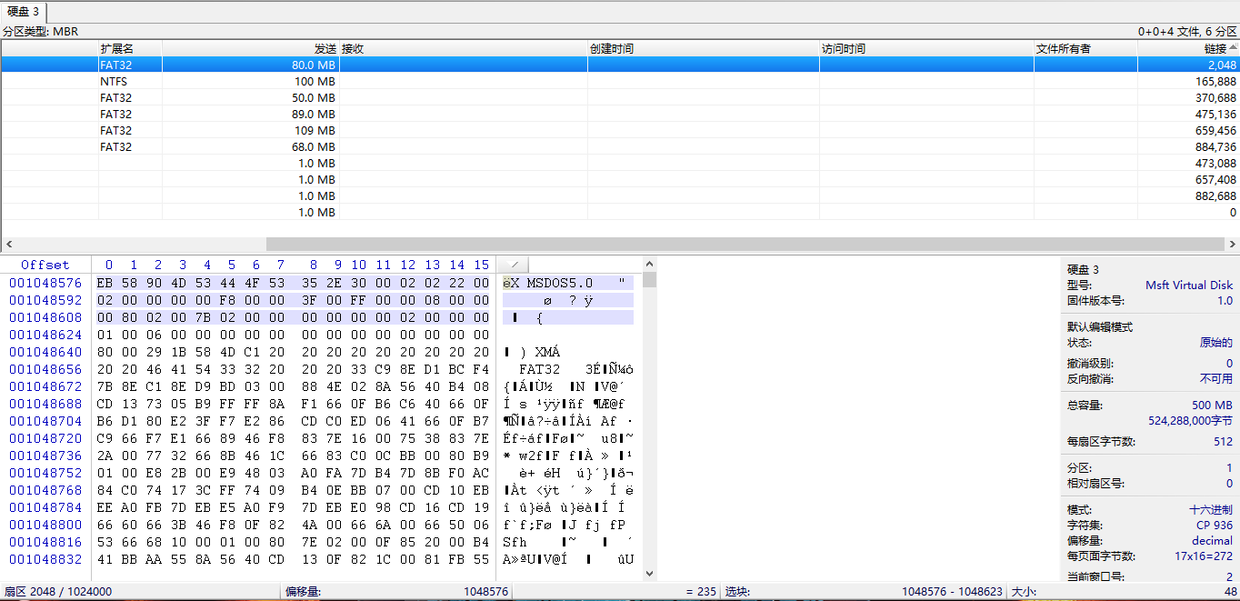 硬盘 3
分区类型: MBR 0+0+4 文件, 6 分区
扩展名 发送 接收 创建时间 访问时间 文件所有者 链接
FAT32 80.0 MB 2,048
NTFS 100 MB 165,888
FAT32 50.0 MB 370,688
FAT32 89.0 MB 475,136
FAT32 109 MB 659,456
FAT32 68.0 MB 884,736
1.0 MB 473,088
1.0 MB 657,408
1.0 MB 882,688
1.0 MB 0
Offset 0 1 2 3 4 5 6 7 8 9 10 11 12 13 14 15
001048576 EB 58 90 4D 53 44 4F 53 35 2E 30 00 02 02 22 00 ëX MSDOS5.0 "
001048592 02 00 00 00 00 F8 00 00 3F 00 FF 00 00 08 00 00 ø ? ÿ
001048608 00 80 02 00 7B 02 00 00 00 00 00 00 02 00 00 00 {
001048624 01 00 06 00 00 00 00 00 00 00 00 00 00 00 00 00
001048640 80 00 29 1B 58 4D C1 20 20 20 20 20 20 20 20 20 ) XMÁ
001048656 20 20 46 41 54 33 32 20 20 20 33 C9 8E D1 BC F4 FAT32 3É Ñ¼ô
001048672 7B 8E C1 8E D9 BD 03 00 88 4E 02 8A 56 40 B4 08 { Á Ù½ N V@´
001048688 CD 13 73 05 B9 FF FF 8A F1 66 0F B6 C6 40 66 0F Í s ¹ÿÿ ñf ¶Æ@f
001048704 B6 D1 80 E2 3F F7 E2 86 CD C0 ED 06 41 66 0F B7 ¶Ñ â?÷â ÍÀí Af ·
001048720 C9 66 F7 E1 66 89 46 F8 83 7E 16 00 75 38 83 7E Éf÷áf Fø ~ u8 ~
001048736 2A 00 77 32 66 8B 46 1C 66 83 C0 0C BB 00 80 B9 * w2f F f À » ¹
001048752 01 00 E8 2B 00 E9 48 03 A0 FA 7D B4 7D 8B F0 AC è+ éH ú}´} ð¬
001048768 84 C0 74 17 3C FF 74 09 B4 0E BB 07 00 CD 10 EB Àt <ÿt ´ » Í ë
001048784 EE A0 FB 7D EB E5 A0 F9 7D EB E0 98 CD 16 CD 19 î û}ëå ù}ëà Í Í
001048800 66 60 66 3B 46 F8 0F 82 4A 00 66 6A 00 66 50 06 f`f;Fø J fj fP
001048816 53 66 68 10 00 01 00 80 7E 02 00 0F 85 20 00 B4 Sfh ~ ´
001048832 41 BB AA 55 8A 56 40 CD 13 0F 82 1C 00 81 FB 55 A»ªU V@Í ûU
硬盘 3
型号: Msft Virtual Disk
固件版本号: 1.0
默认编辑模式
状态: 原始的
撤消级别: 0
反向撤消: 不可用
总容量: 500 MB
524,288,000字节
每扇区字节数: 512
分区: 1
相对扇区号: 0
模式: 十六进制
字符集: CP 936
偏移量: decimal
每页面字节数: 17x16=272
当前窗口号: 2
扇区 2048 / 1024000 偏移量: 1048576 = 235 选块: 1048576 - 1048623 大小: 48